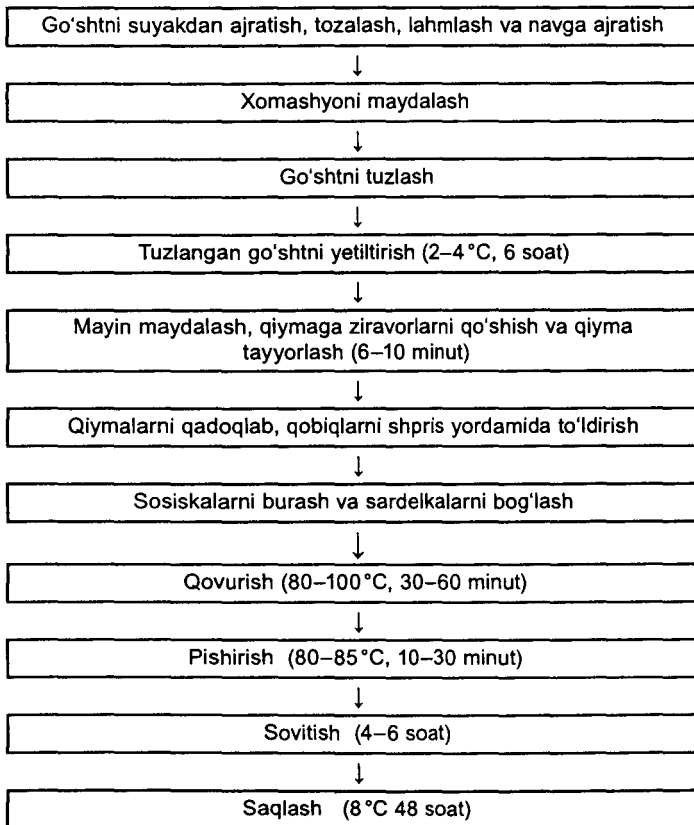 Go‘shtni suyakdan ajratish, tozalash, lahmlash va navga ajratish
↓
Xomashyoni maydalash
↓
Go‘shtni tuzlash
↓
Tuzlangan go‘shtni yetiltirish (2–4 °C, 6 soat)
↓
Mayin maydalash, qiymaga ziravorlarni qo‘shish va qiyma
tayyorlash (6–10 minut)
↓
Qiymalarni qadoqlab, qobiqlarni shpris yordamida to‘ldirish
↓
Sosiskalarni burash va sardelkalarni bog‘lash
↓
Qovurish (80–100 °C, 30–60 minut)
↓
Pishirish (80–85 °C, 10–30 minut)
↓
Sovitish (4–6 soat)
↓
Saqlash (8 °C 48 soat)